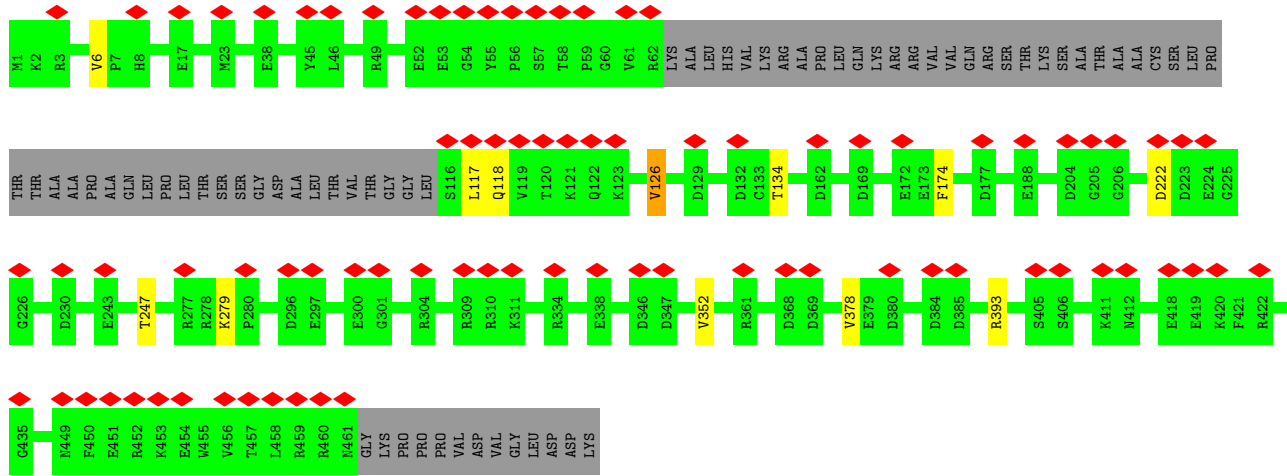 M1 K2 R3 V6 P7 H8 E17 M23 E38 Y45 L46 R49 E52 E53 G54 Y55 P56 S57 T58 P59 G60 V61 R62 LYS ALA LEU HIS VAL LYS ARG ALA PRO LEU GLN LYS ARG ARG VAL VAL GLN ARG SER THR LYS SER ALA THR ALA ALA CYS SER LEU PRO
THR THR ALA ALA PRO ALA GLN LEU PRO LEU THR SER SER GLY ASP ALA LEU THR VAL THR GLY GLY LEU S116 L117 Q118 V119 T120 K121 Q122 K123 V126 D129 D132 C133 T134 D162 D169 E172 E173 F174 D177 E188 D204 G205 G206 D222 D223 E224 G225
G226 D230 E243 T247 R277 R278 K279 P280 D296 E297 E300 G301 R304 R309 R310 K311 R334 E338 D346 D347 V352 R361 D368 D369 V378 E379 D380 D384 D385 R393 S405 S406 K411 N412 E418 E419 K420 F421 R422
G435 N449 F450 E451 R452 K453 E454 W455 V456 T457 L458 R459 R460 N461 GLY LYS PRO PRO PRO VAL ASP VAL GLY LEU ASP ASP LYS